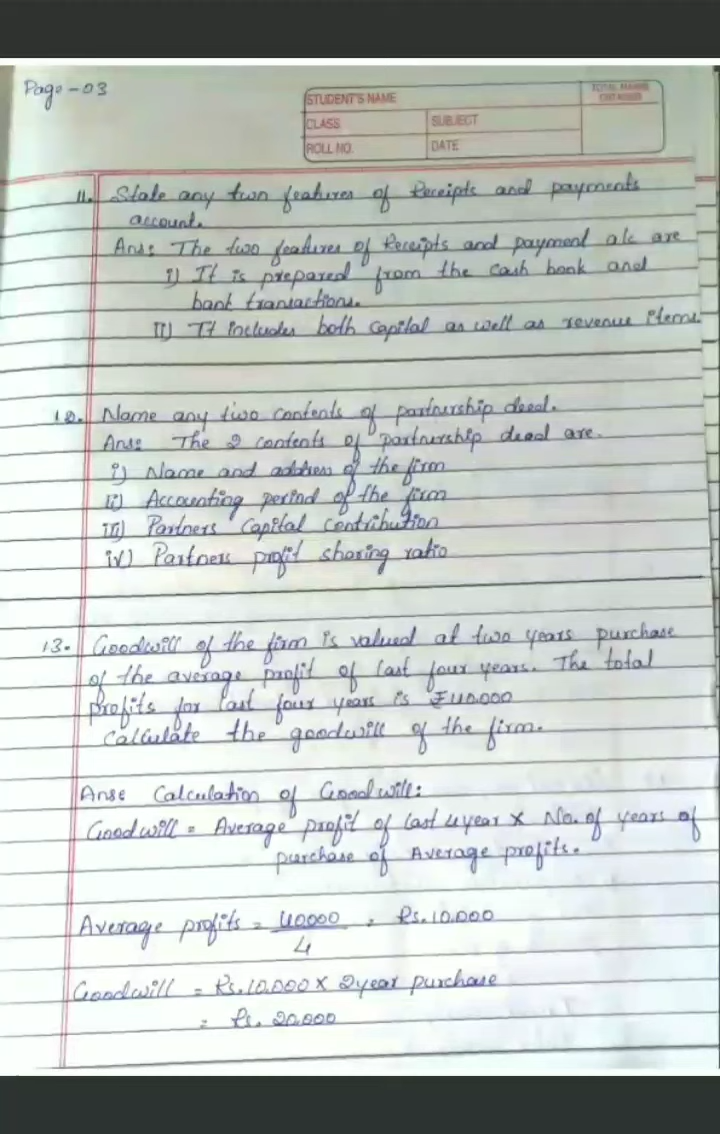 Page-03
STUDENT'S NAME
TOTAL MARKS
OBTAINED
CLASS
SUBJECT
ROLL NO.
DATE
11. State any two features of Receipts and payments
account.
Ans: The two features of Receipts and payment a/c are
i) It is prepared from the cash book and
bank transactions.
II) It includes both capital as well as revenue items
12. Name any two contents of partnership deed.
Ans: The 2 contents of partnership deed are.
i) Name and address of the firm
ii) Accounting period of the firm
iii) Partners capital contribution
iv) Partners profit sharing ratio
13. Goodwill of the firm is valued at two years purchase
of the average profit of last four years. The total
profits for last four years is ₹40.000
Calculate the goodwill of the firm.
Ans: Calculation of Goodwill:
Goodwill = Average profit of last 4 year × No. of years of
purchase of Average profits.
Average profits = 40000 = Rs.10.000
4
Goodwill = Rs.10.000 × 2 year purchase
= Rs. 20.000